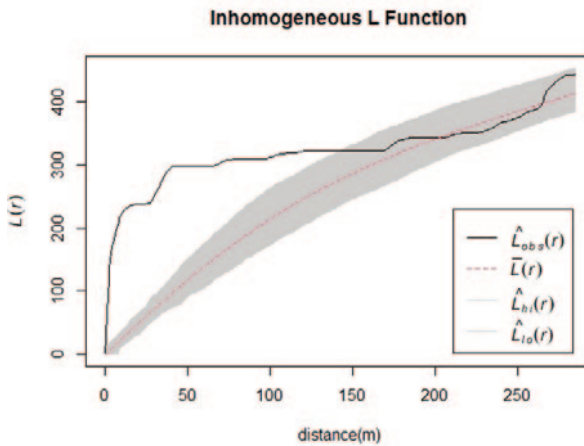 Inhomogeneous L Function
L(r)
400
300
200
100
0
L̂obs(r)
L̄(r)
L̂hi(r)
L̂lo(r)
0 50 100 150 200 250
distance(m)